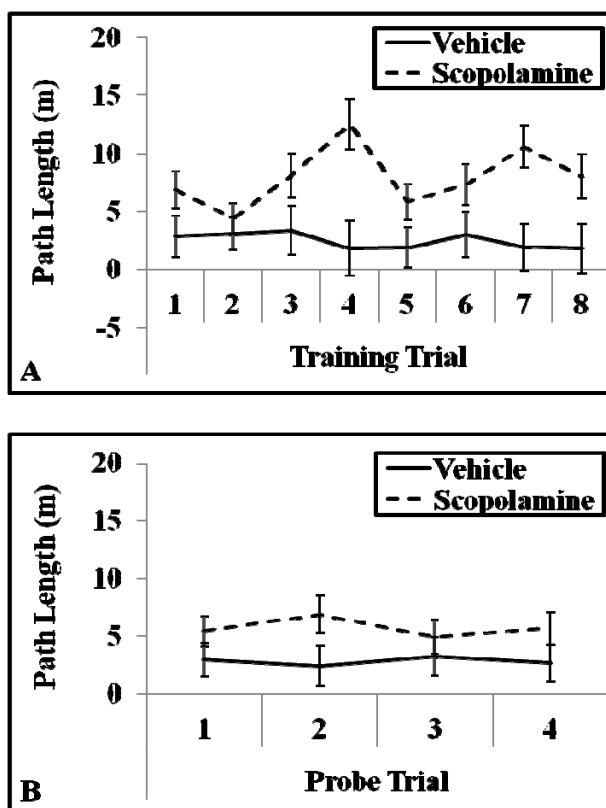 20
15
10
5
0
-5
Path Length (m)
Vehicle
Scopolamine
1 2 3 4 5 6 7 8
Training Trial
A
20
15
10
5
0
Path Length (m)
Vehicle
Scopolamine
1 2 3 4
Probe Trial
B